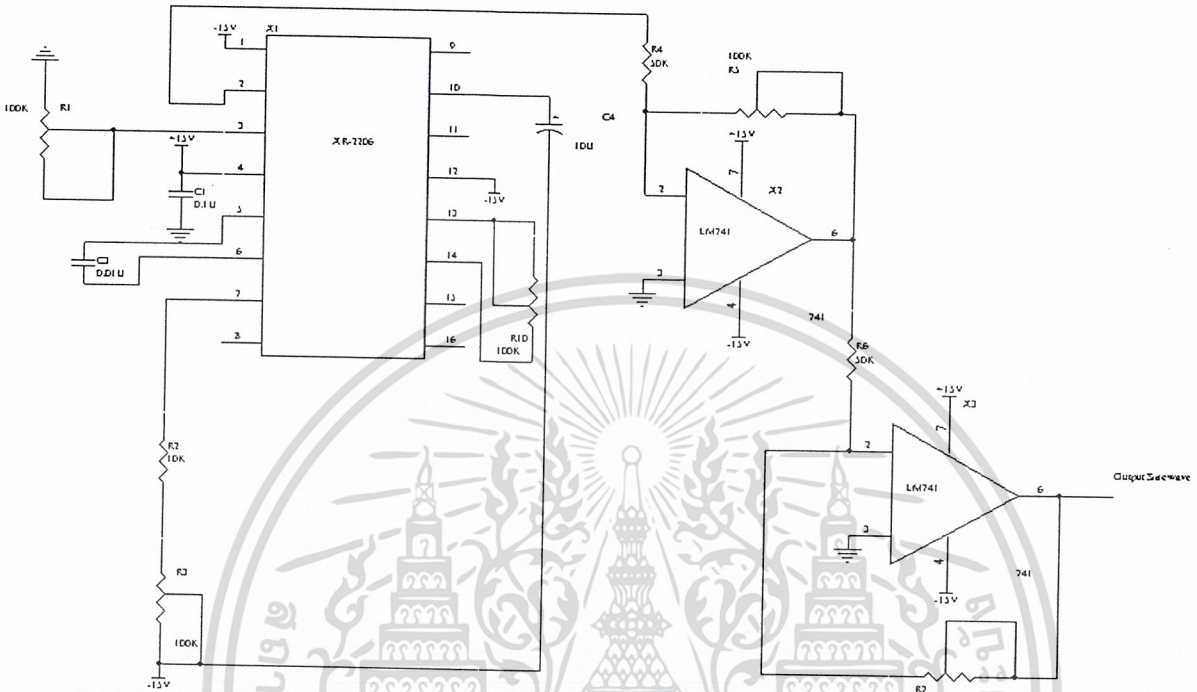 -15V
X1
1
2
3
4
5
6
7
8
9
10
11
12
13
14
15
16
XR-2206
100K
R1
+15V
C1
0.1U
0.01U
R2
10K
R3
100K
-15V
-15V
R10
100K
C4
+
10U
R4
50K
100K
R5
+15V
7
X2
2
LM741
6
3
4
-15V
741
R6
50K
+15V
X3
7
2
LM741
6
3
4
-15V
741
Output Sinewave
R7